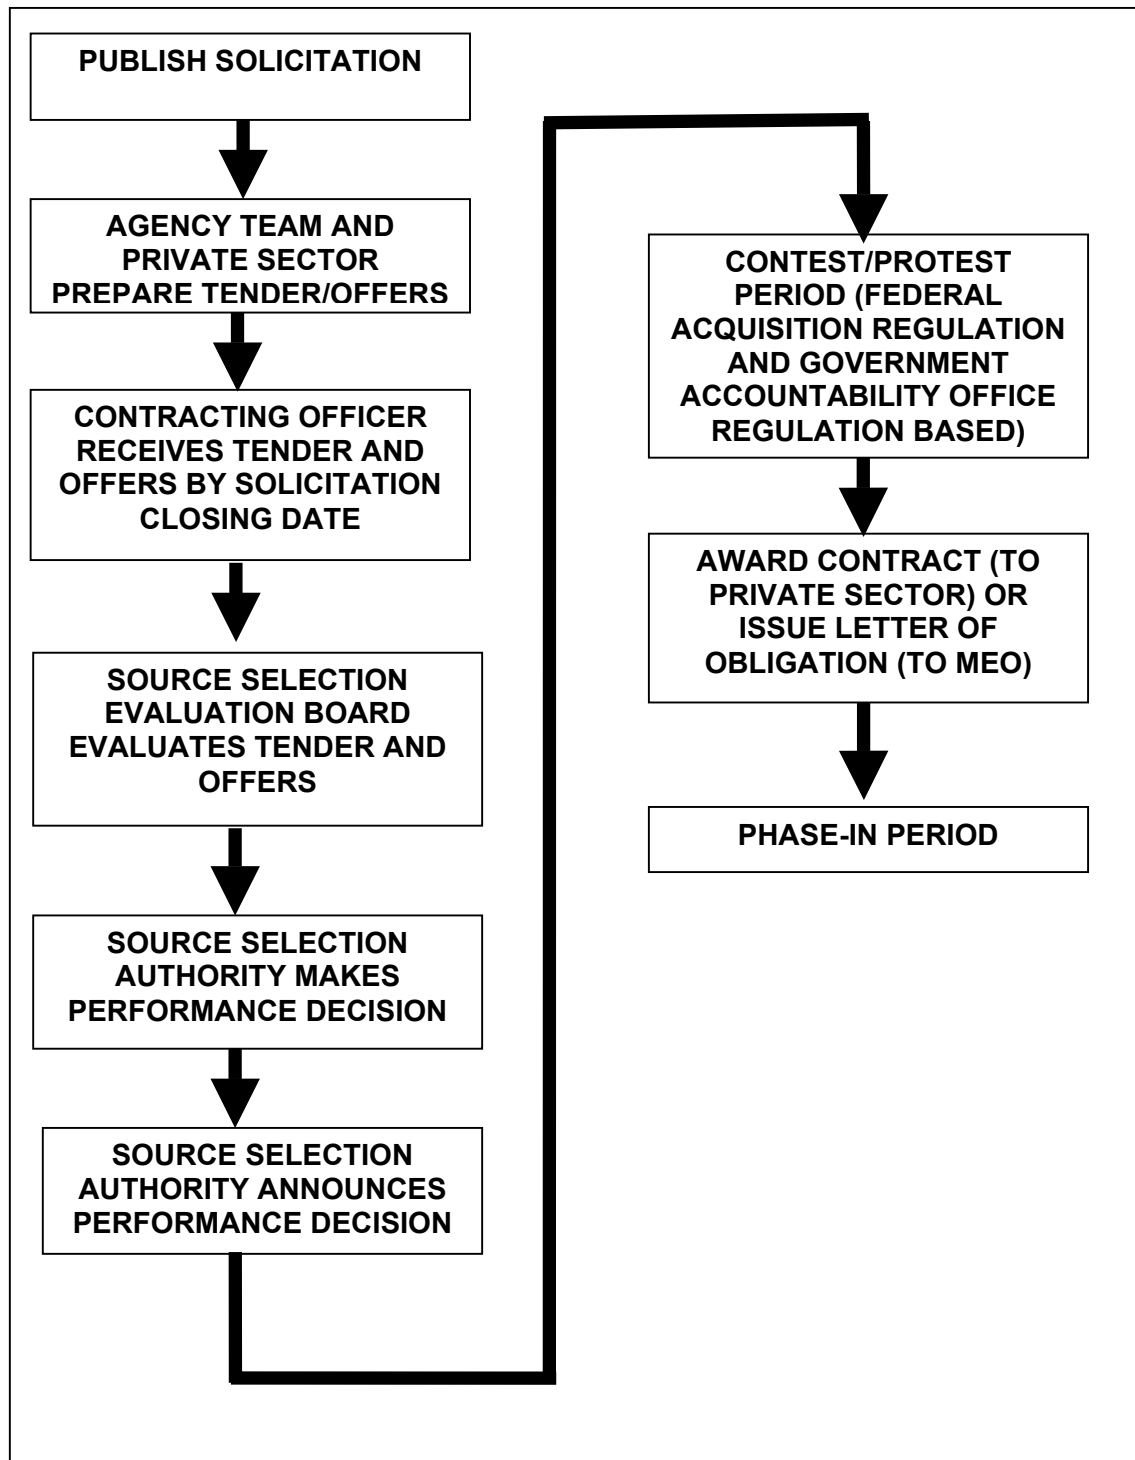 PUBLISH SOLICITATION
AGENCY TEAM AND
PRIVATE SECTOR
PREPARE TENDER/OFFERS
CONTRACTING OFFICER
RECEIVES TENDER AND
OFFERS BY SOLICITATION
CLOSING DATE
SOURCE SELECTION
EVALUATION BOARD
EVALUATES TENDER AND
OFFERS
SOURCE SELECTION
AUTHORITY MAKES
PERFORMANCE DECISION
SOURCE SELECTION
AUTHORITY ANNOUNCES
PERFORMANCE DECISION
CONTEST/PROTEST
PERIOD (FEDERAL
ACQUISITION REGULATION
AND GOVERNMENT
ACCOUNTABILITY OFFICE
REGULATION BASED)
AWARD CONTRACT (TO
PRIVATE SECTOR) OR
ISSUE LETTER OF
OBLIGATION (TO MEO)
PHASE-IN PERIOD